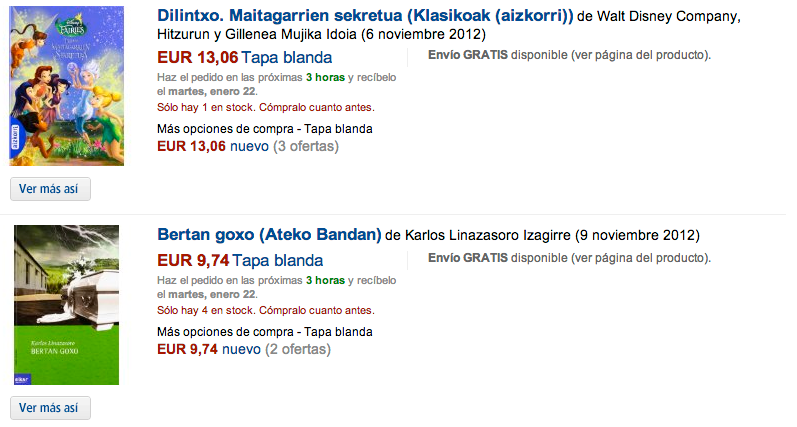 Disney
FAIRIES
MAITAGARRIEN
SEKRETUA
aizkorri
Dilintxo. Maitagarrien sekretua (Klasikoak (aizkorri)) de Walt Disney Company,
Hitzurun y Gillenea Mujika Idoia (6 noviembre 2012)
EUR 13,06 Tapa blanda
Envío GRATIS disponible (ver página del producto).
Haz el pedido en las próximas 3 horas y recíbelo
el martes, enero 22.
Sólo hay 1 en stock. Cómpralo cuanto antes.
Más opciones de compra - Tapa blanda
EUR 13,06 nuevo (3 ofertas)
Ver más así
Karlos Linazasoro
BERTAN GOXO
elkar
Bertan goxo (Ateko Bandan) de Karlos Linazasoro Izagirre (9 noviembre 2012)
EUR 9,74 Tapa blanda
Envío GRATIS disponible (ver página del producto).
Haz el pedido en las próximas 3 horas y recíbelo
el martes, enero 22.
Sólo hay 4 en stock. Cómpralo cuanto antes.
Más opciones de compra - Tapa blanda
EUR 9,74 nuevo (2 ofertas)
Ver más así